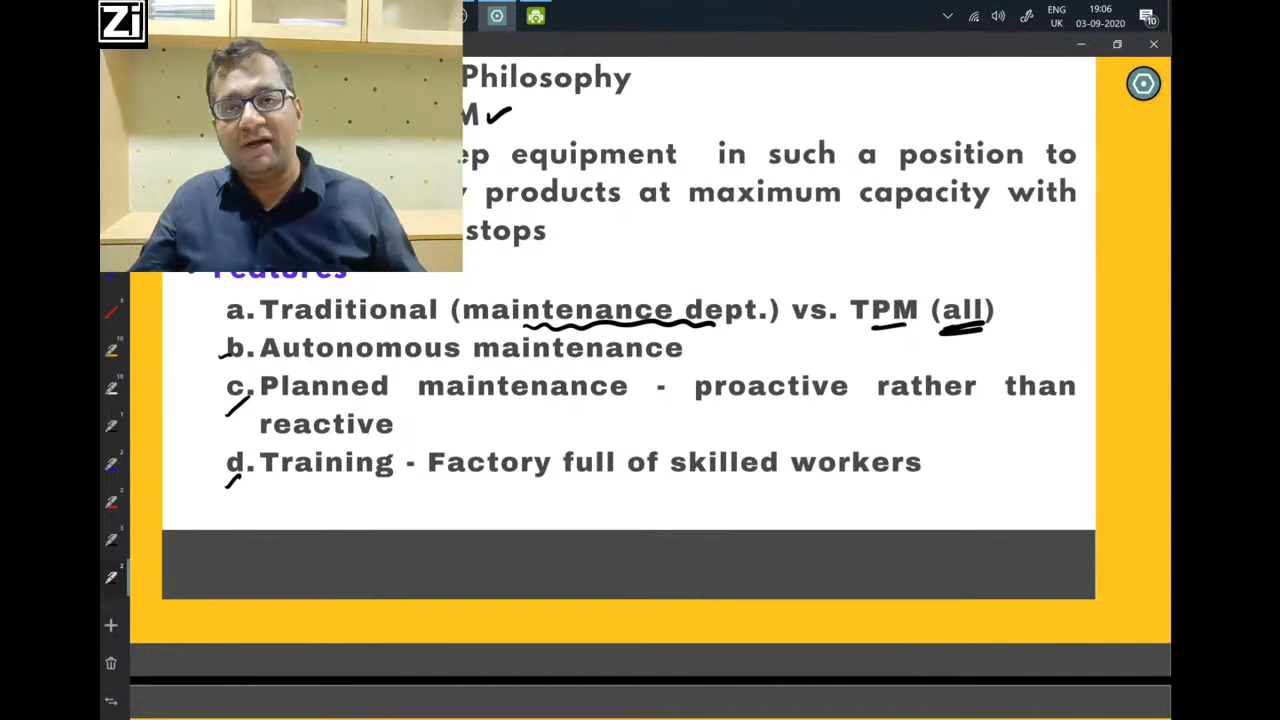 Zi
19:06
ENG
UK
03-09-2020
10
Philosophy
equipment in such a position to
products at maximum capacity with
stops
Features
a. Traditional (maintenance dept.) vs. TPM (all)
b. Autonomous maintenance
c. Planned maintenance - proactive rather than
reactive
d. Training - Factory full of skilled workers